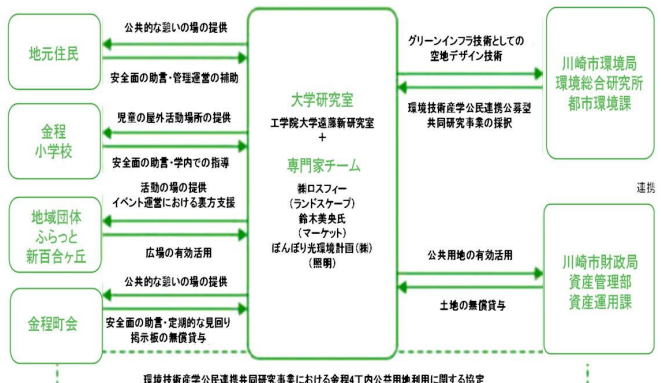 地元住民
公共的な憩いの場の提供
安全面の助言・管理運営の補助
金程
小学校
児童の屋外活動場所の提供
安全面の助言・学内での指導
地域団体
ふらっと
新百合ヶ丘
活動の場の提供
イベント運営における裏方支援
広場の有効活用
金程町会
公共的な憩いの場の提供
安全面の助言・定期的な見回り
掲示板の無償貸与
大学研究室
工学院大学遠藤新研究室
+
専門家チーム
㈱ロスフィー
(ランドスケープ)
鈴木美央氏
(マーケット)
ぼんぼり光環境計画(株)
(照明)
グリーンインフラ技術としての
空地デザイン技術
環境技術産学公民連携公募型
共同研究事業の採択
川崎市環境局
環境総合研究所
都市環境課
連携
公共用地の有効活用
土地の無償貸与
川崎市財政局
資産管理部
資産運用課
環境技術産学公民連携共同研究事業における金程4丁内公共用地利用に関する協定